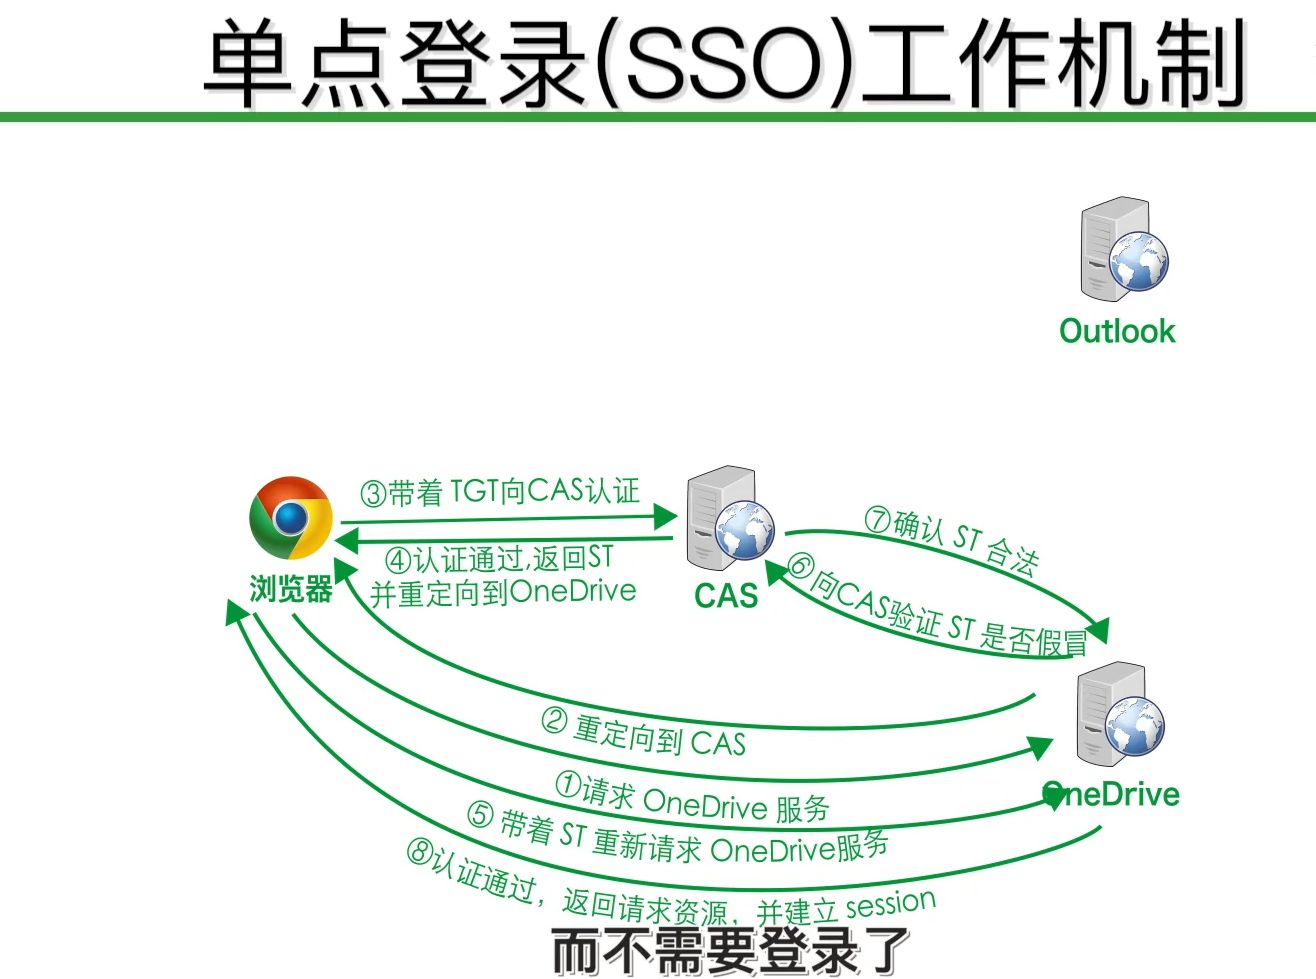 单点登录(SSO)工作机制
Outlook
③带着 TGT向CAS认证
④认证通过,返回ST
并重定向到OneDrive
浏览器
CAS
⑦确认 ST 合法
⑥向CAS验证 ST 是否假冒
② 重定向到 CAS
①请求 OneDrive 服务
OneDrive
⑤ 带着 ST 重新请求 OneDrive服务
⑧认证通过，返回请求资源，并建立 session
而不需要登录了